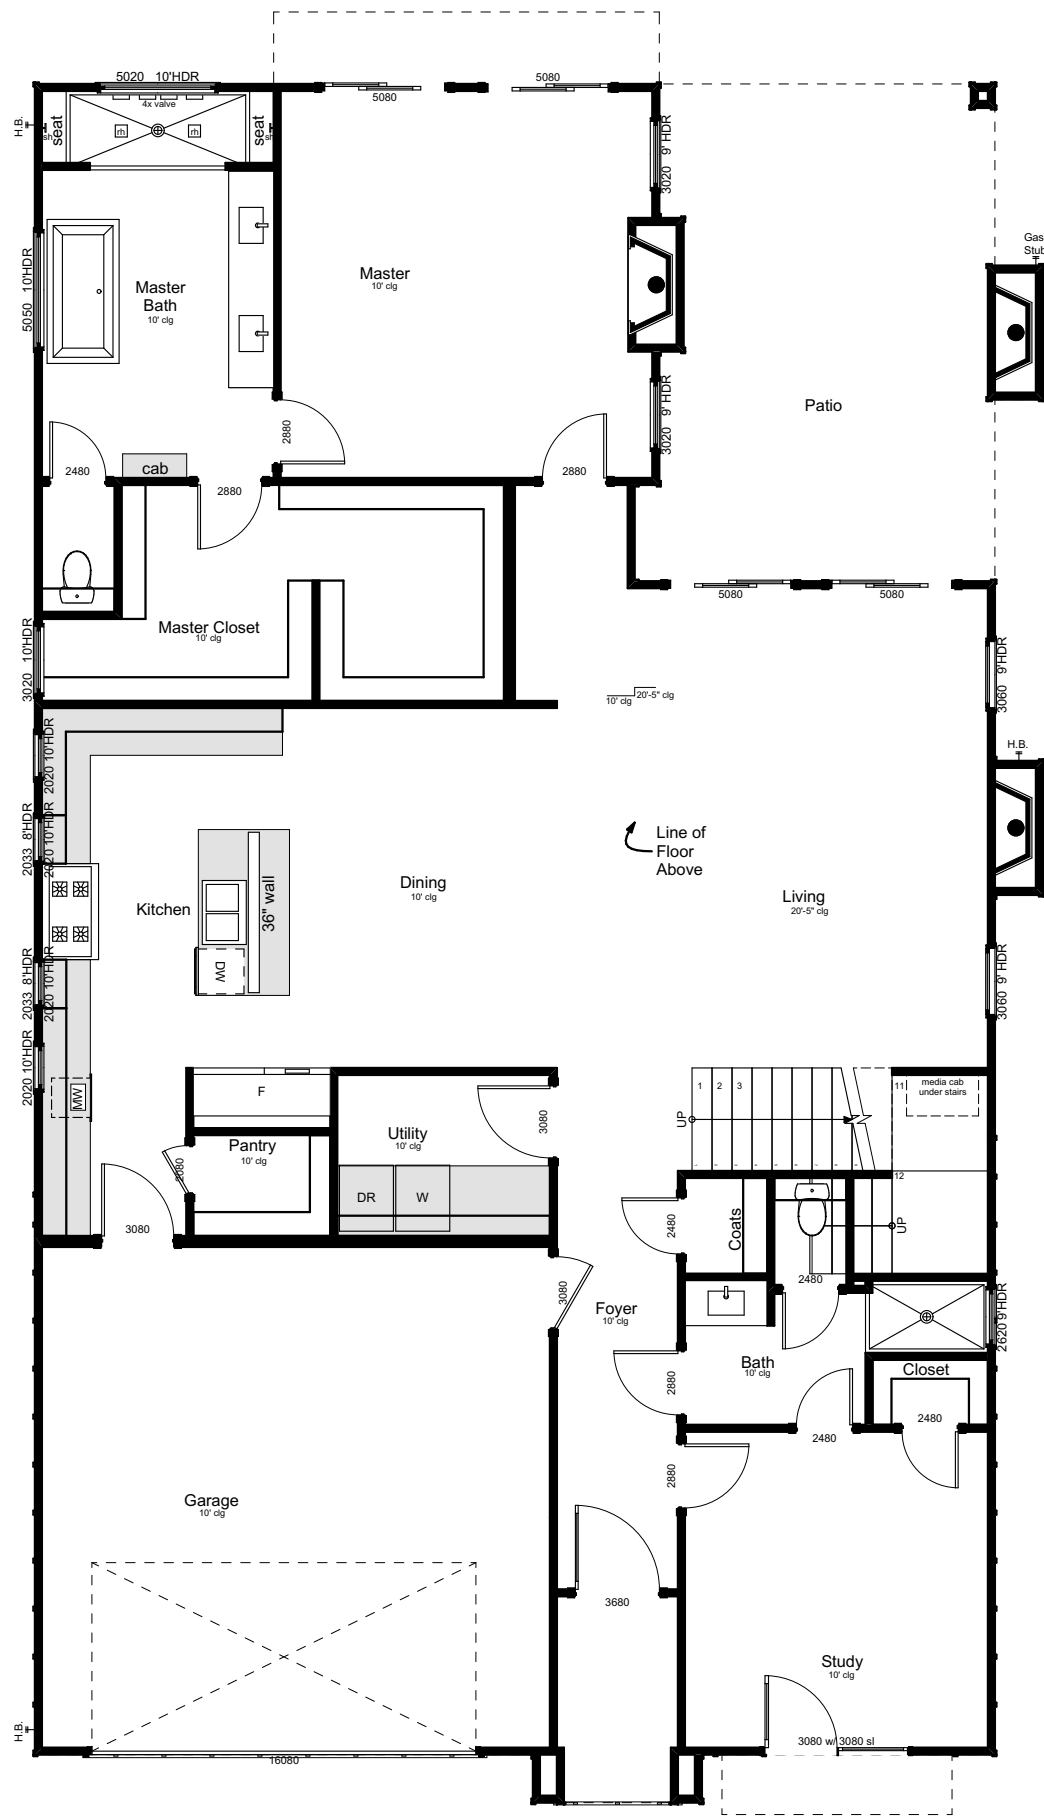 5020 10'HDR
5080
5080
4x valve
H.B.
seat
sh
rh
rh
seat
sh
3020 9' HDR
Gas
Stub
5050 10'HDR
Master
Bath
10' clg
Master
10' clg
Patio
3020 9' HDR
2880
2480
cab
2880
2880
5080
5080
3020 10'HDR
Master Closet
10' clg
10' clg
20'-5" clg
3060 9'HDR
2020 10'HDR
H.B.
2033 8'HDR
2020 10'HDR
Line of
Floor
Above
Kitchen
36" wall
Dining
10' clg
Living
20'-5" clg
DW
2033 8'HDR
2020 10'HDR
3060 9' HDR
2020 10'HDR
MW
F
1
2
3
11
media cab
under stairs
UP
Utility
10' clg
3080
Pantry
10' clg
2080
12
DR
W
3080
2480
Coats
UP
2480
3080
Foyer
10' clg
2620 9'HDR
Bath
10' clg
2880
Closet
2480
2480
2880
Garage
10' clg
3680
Study
10' clg
H.B.
3080 w/ 3080 sl
16080